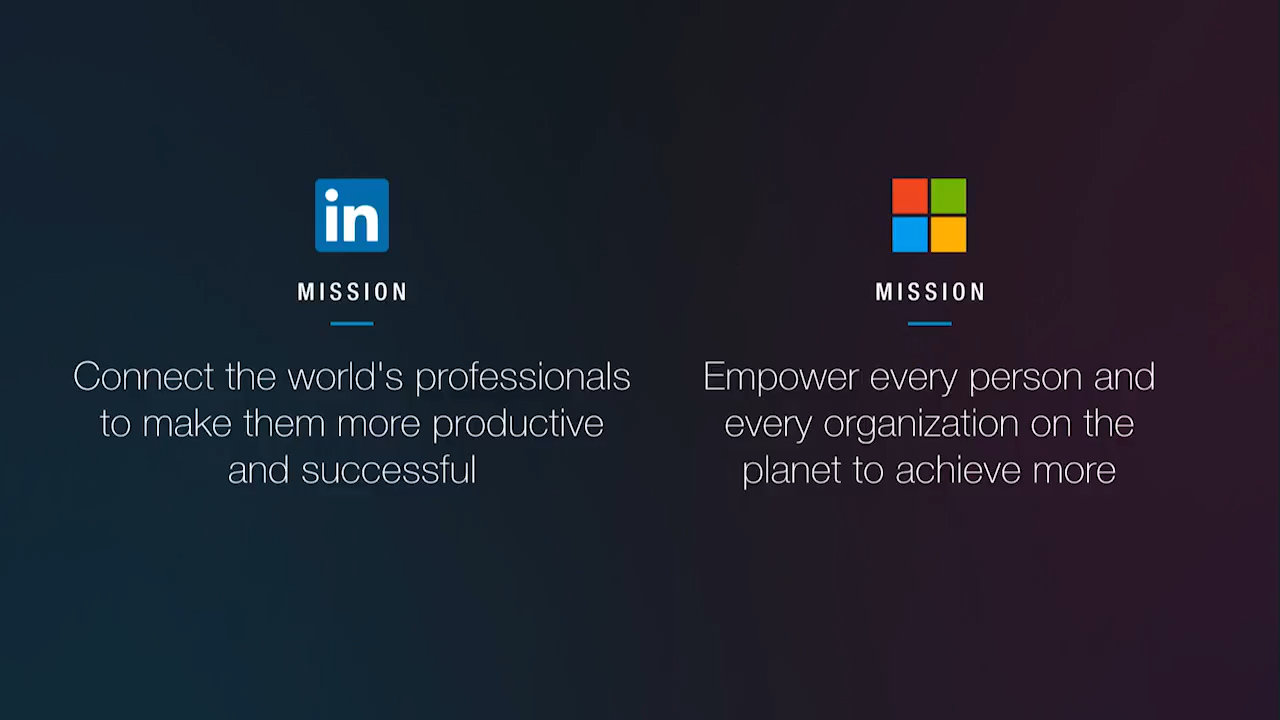 in
MISSION
Connect the world's professionals
to make them more productive
and successful
MISSION
Empower every person and
every organization on the
planet to achieve more